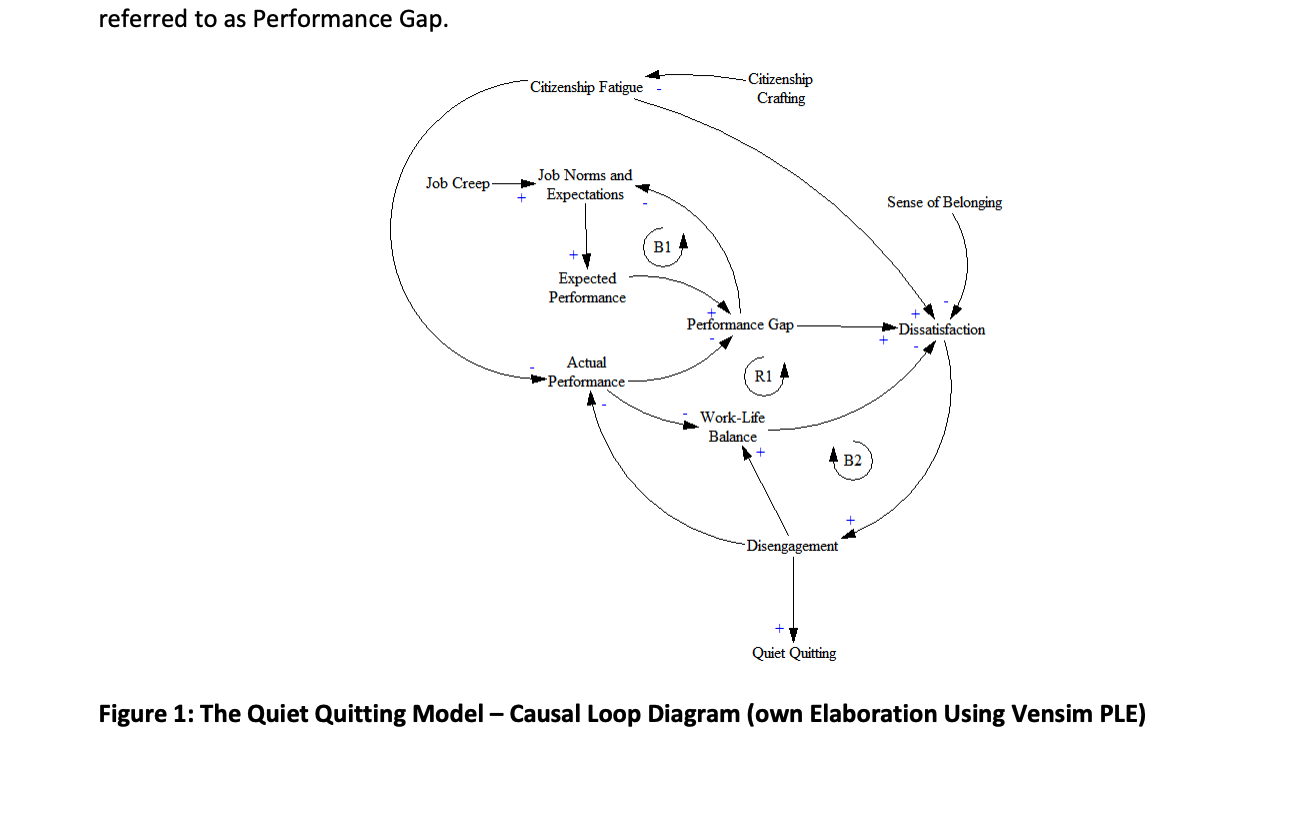 referred to as Performance Gap.
Citizenship Fatigue
-
Citizenship
Crafting
Job Creep
+
Job Norms and
Expectations
-
Sense of Belonging
B1
+
Expected
Performance
+
Performance Gap
-
+
-
+
Dissatisfaction
-
Actual
-
Performance
-
R1
-
Work-Life
Balance
+
B2
+
Disengagement
+
Quiet Quitting
Figure 1: The Quiet Quitting Model – Causal Loop Diagram (own Elaboration Using Vensim PLE)